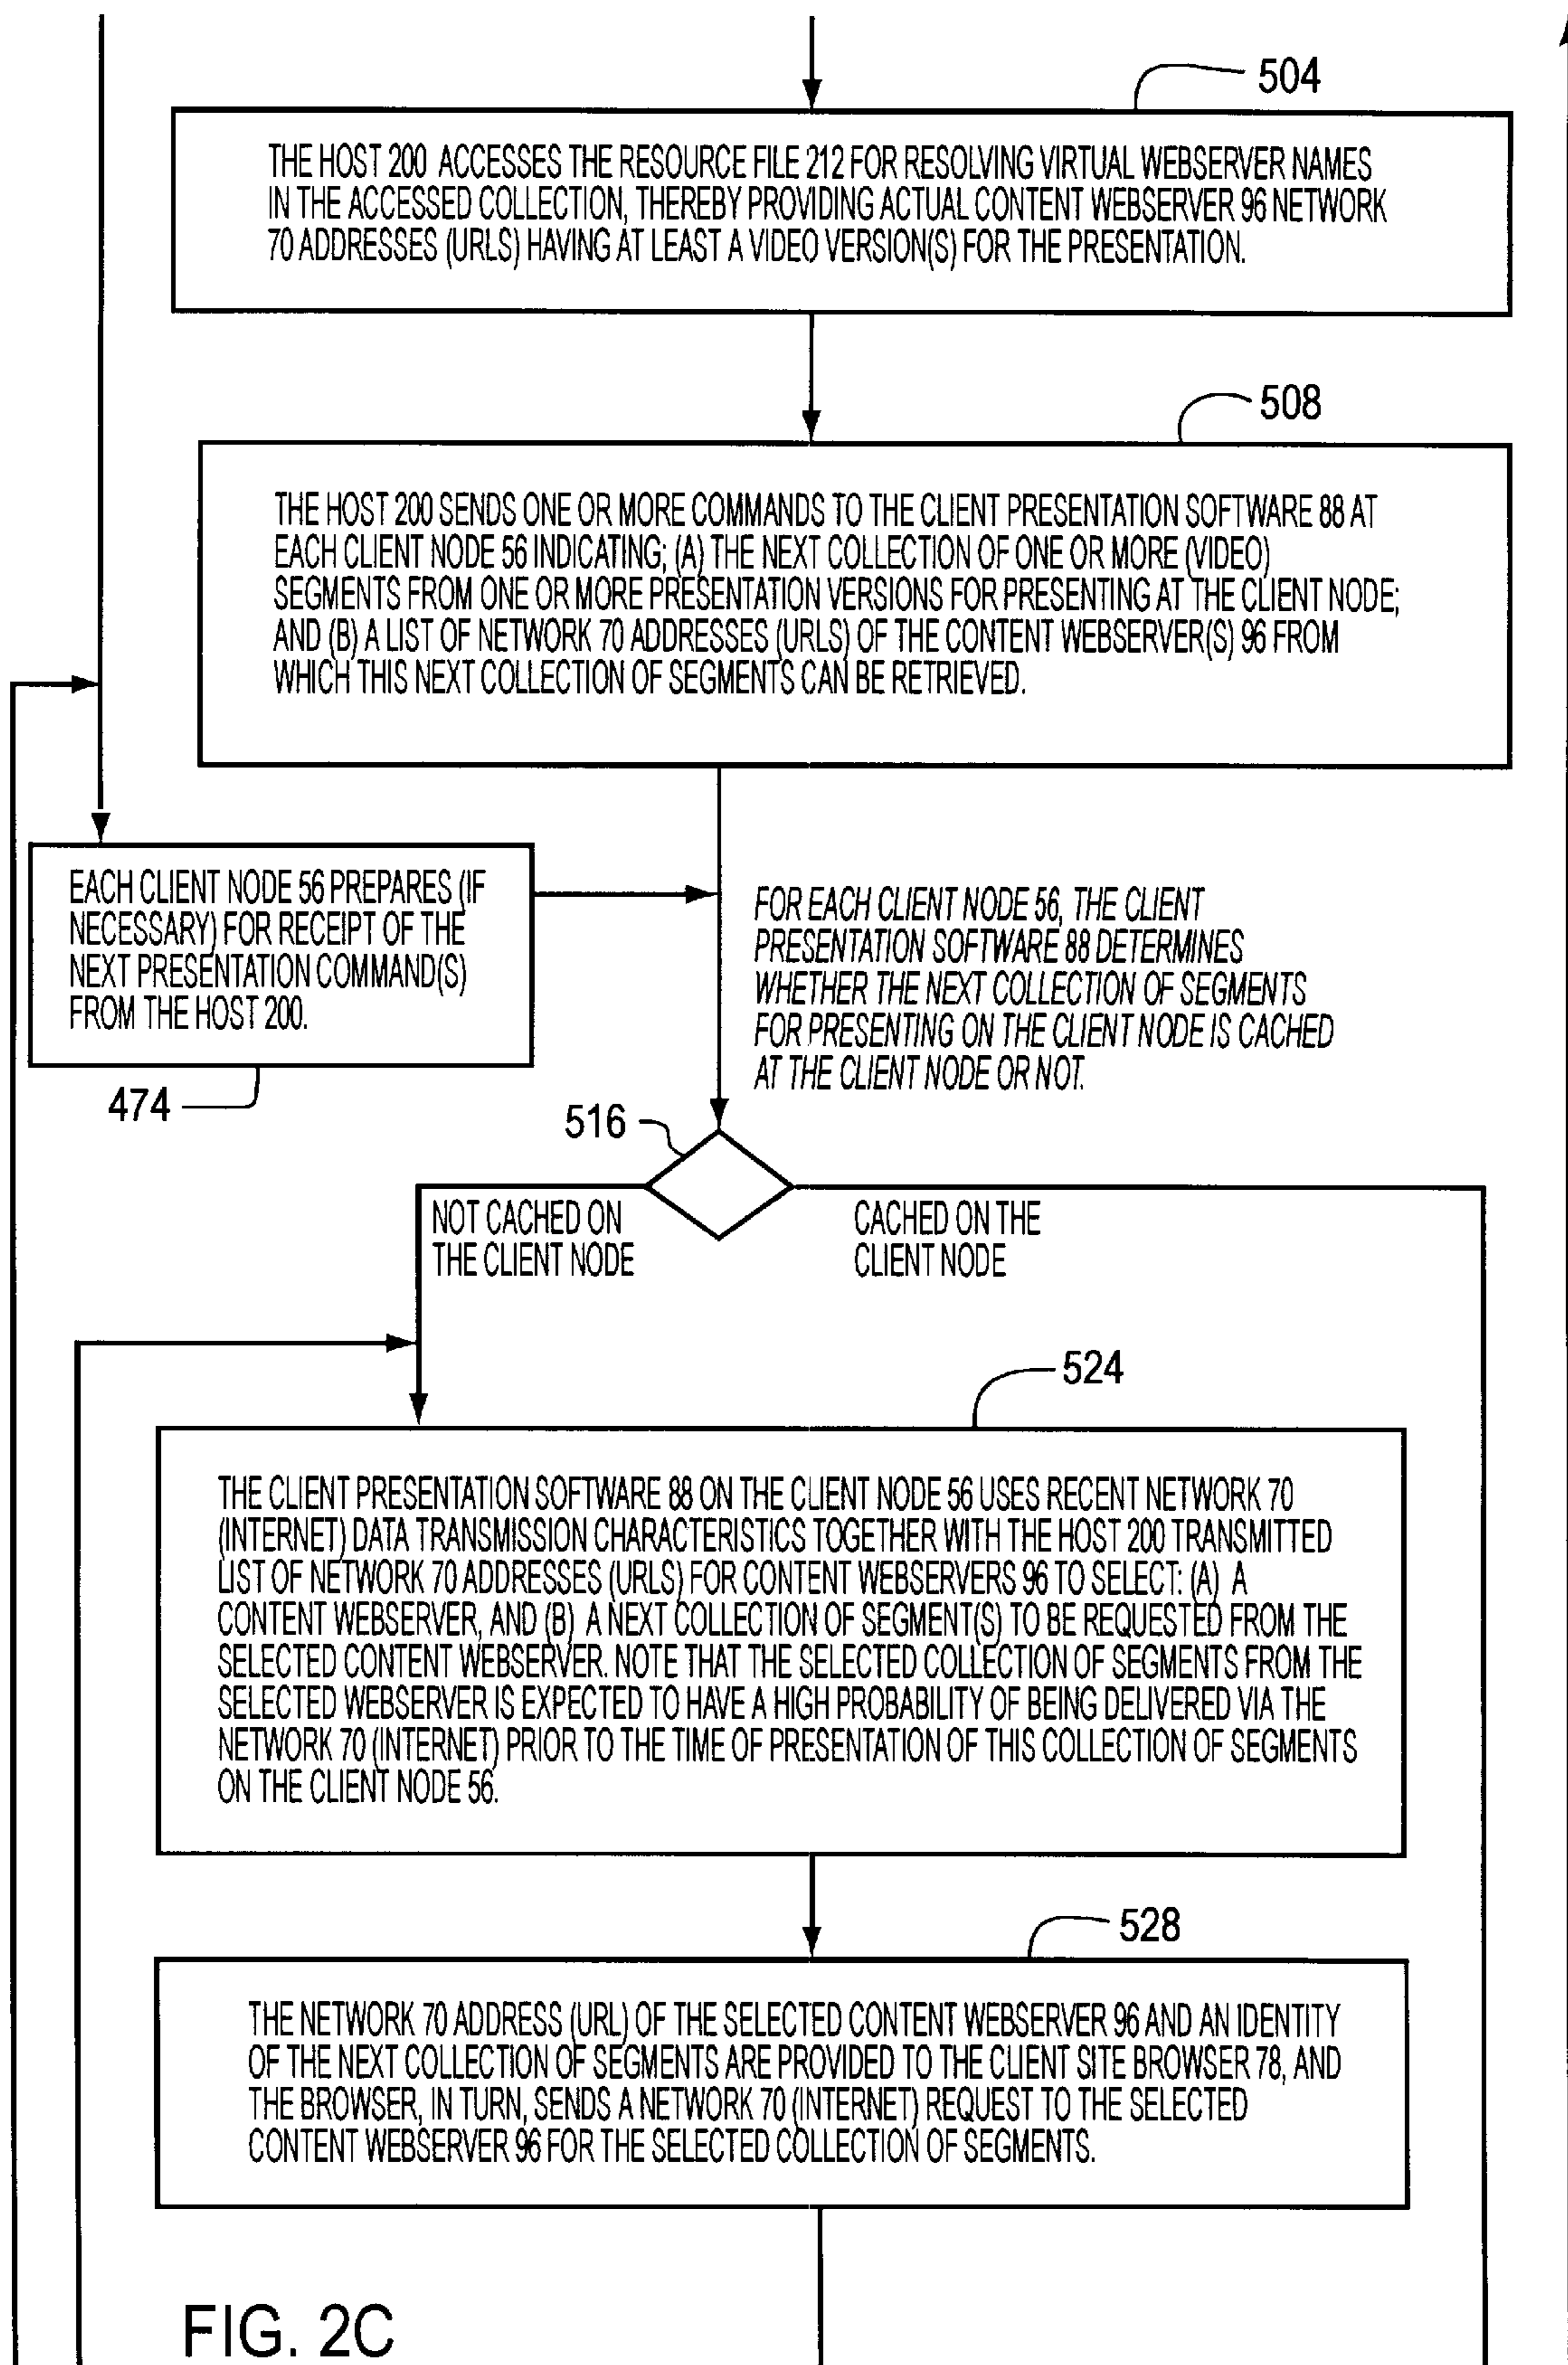 504
THE HOST 200 ACCESSES THE RESOURCE FILE 212 FOR RESOLVING VIRTUAL WEBSERVER NAMES
IN THE ACCESSED COLLECTION, THEREBY PROVIDING ACTUAL CONTENT WEBSERVER 96 NETWORK
70 ADDRESSES (URLS) HAVING AT LEAST A VIDEO VERSION(S) FOR THE PRESENTATION.
508
THE HOST 200 SENDS ONE OR MORE COMMANDS TO THE CLIENT PRESENTATION SOFTWARE 88 AT
EACH CLIENT NODE 56 INDICATING; (A) THE NEXT COLLECTION OF ONE OR MORE (VIDEO)
SEGMENTS FROM ONE OR MORE PRESENTATION VERSIONS FOR PRESENTING AT THE CLIENT NODE;
AND (B) A LIST OF NETWORK 70 ADDRESSES (URLS) OF THE CONTENT WEBSERVER(S) 96 FROM
WHICH THIS NEXT COLLECTION OF SEGMENTS CAN BE RETRIEVED.
EACH CLIENT NODE 56 PREPARES (IF
NECESSARY) FOR RECEIPT OF THE
NEXT PRESENTATION COMMAND(S)
FROM THE HOST 200.
474
FOR EACH CLIENT NODE 56, THE CLIENT
PRESENTATION SOFTWARE 88 DETERMINES
WHETHER THE NEXT COLLECTION OF SEGMENTS
FOR PRESENTING ON THE CLIENT NODE IS CACHED
AT THE CLIENT NODE OR NOT.
516
NOT CACHED ON
THE CLIENT NODE
CACHED ON THE
CLIENT NODE
524
THE CLIENT PRESENTATION SOFTWARE 88 ON THE CLIENT NODE 56 USES RECENT NETWORK 70
(INTERNET) DATA TRANSMISSION CHARACTERISTICS TOGETHER WITH THE HOST 200 TRANSMITTED
LIST OF NETWORK 70 ADDRESSES (URLS) FOR CONTENT WEBSERVERS 96 TO SELECT: (A) A
CONTENT WEBSERVER, AND (B) A NEXT COLLECTION OF SEGMENT(S) TO BE REQUESTED FROM THE
SELECTED CONTENT WEBSERVER. NOTE THAT THE SELECTED COLLECTION OF SEGMENTS FROM THE
SELECTED WEBSERVER IS EXPECTED TO HAVE A HIGH PROBABILITY OF BEING DELIVERED VIA THE
NETWORK 70 (INTERNET) PRIOR TO THE TIME OF PRESENTATION OF THIS COLLECTION OF SEGMENTS
ON THE CLIENT NODE 56.
528
THE NETWORK 70 ADDRESS (URL) OF THE SELECTED CONTENT WEBSERVER 96 AND AN IDENTITY
OF THE NEXT COLLECTION OF SEGMENTS ARE PROVIDED TO THE CLIENT SITE BROWSER 78, AND
THE BROWSER, IN TURN, SENDS A NETWORK 70 (INTERNET) REQUEST TO THE SELECTED
CONTENT WEBSERVER 96 FOR THE SELECTED COLLECTION OF SEGMENTS.
FIG. 2C